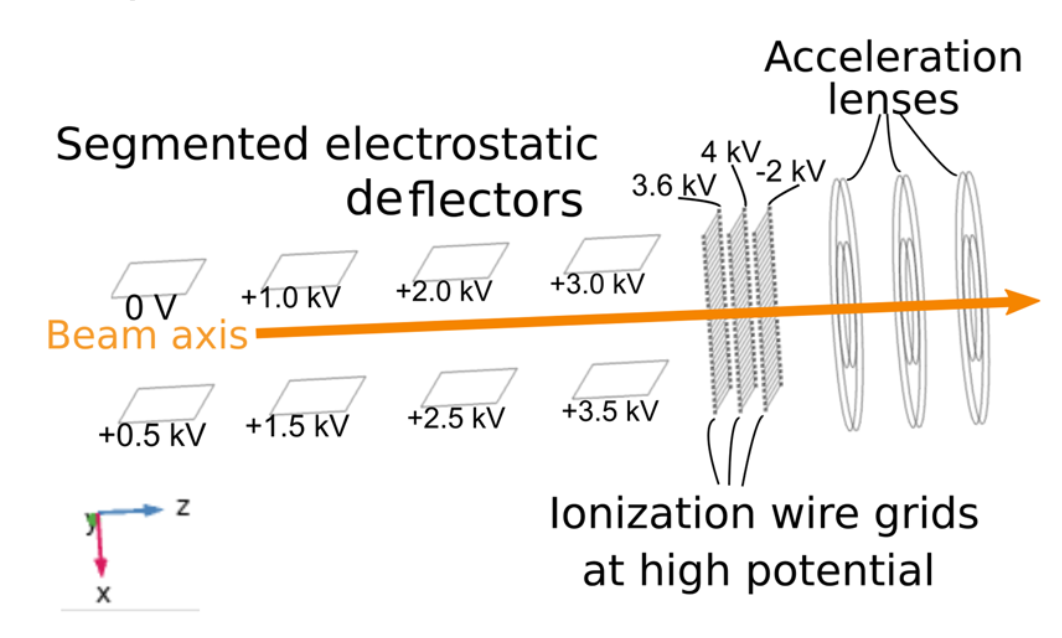 Acceleration
lenses
Segmented electrostatic
deflectors
4 kV
-2 kV
3.6 kV
0 V
+1.0 kV
+2.0 kV
+3.0 kV
Beam axis
+0.5 kV
+1.5 kV
+2.5 kV
+3.5 kV
Ionization wire grids
at high potential
z
y
x